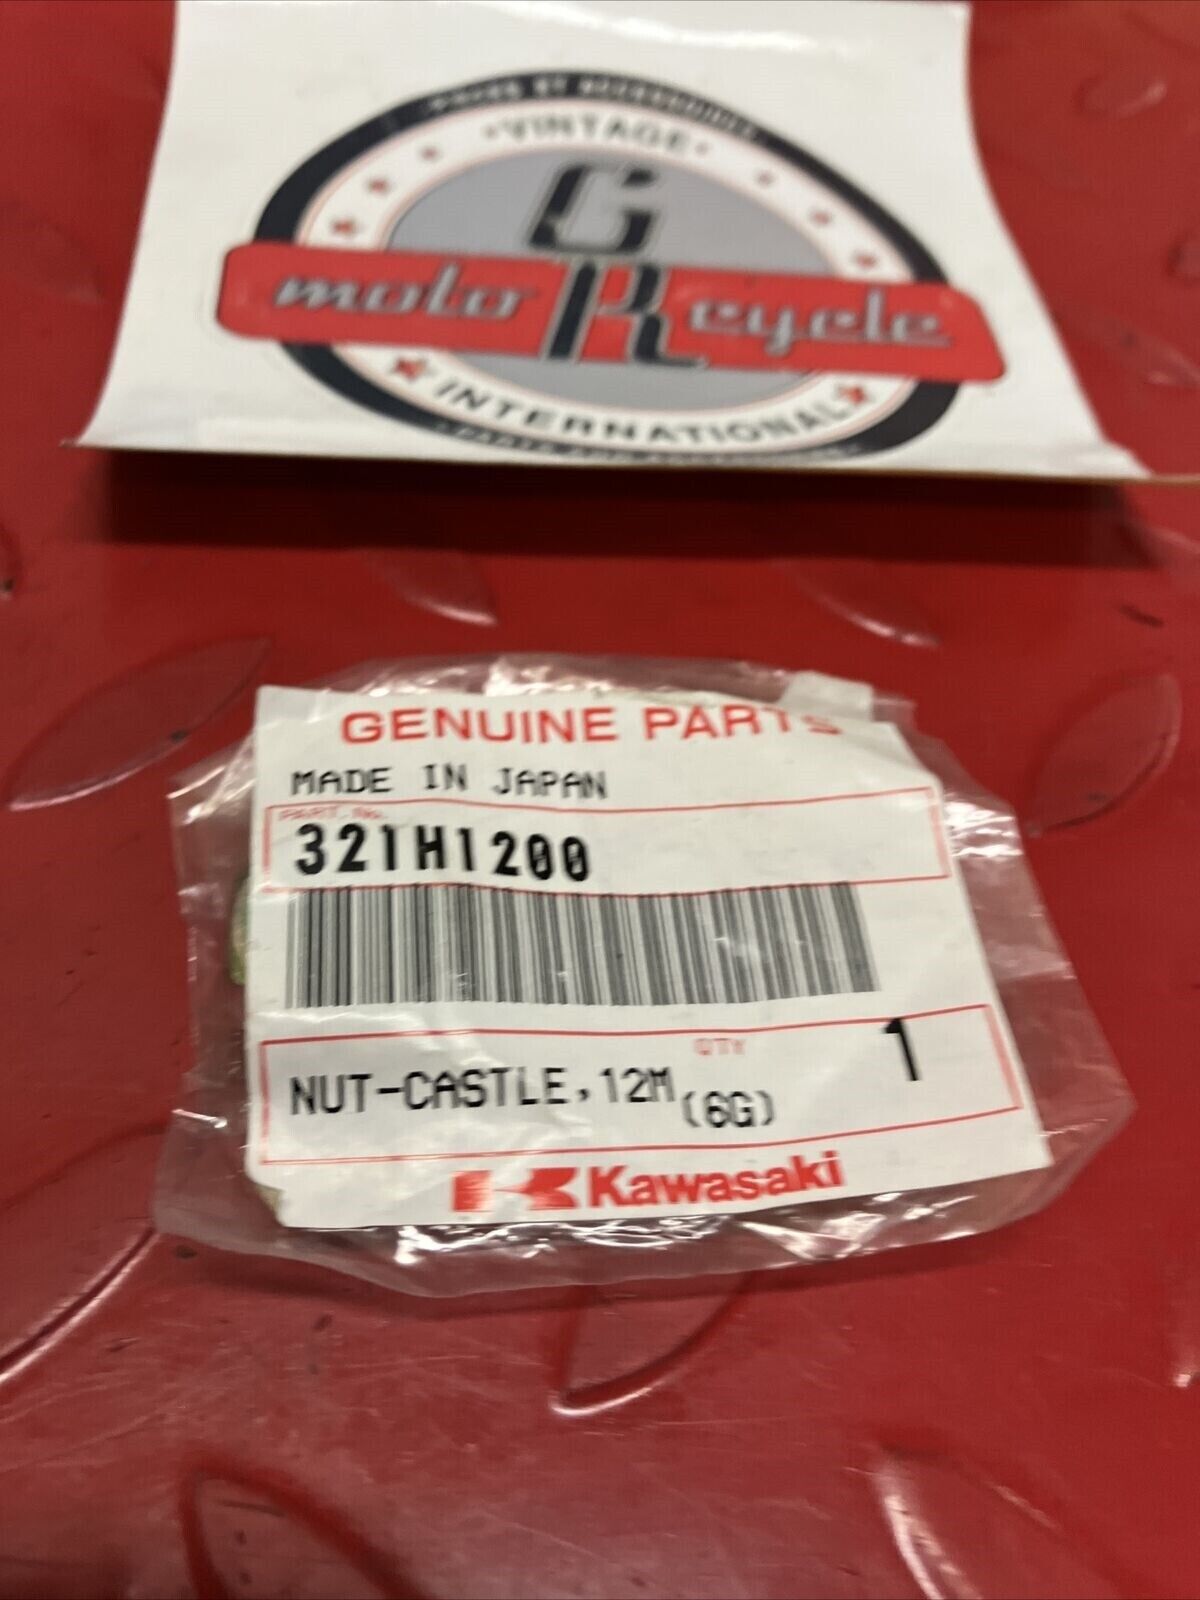 VINTAGE
G
moto R cycle
INTERNATIONAL
GENUINE PARTS
MADE IN JAPAN
PART. No.
321H1200
QTY
NUT-CASTLE,12M(6G) 1
Kawasaki